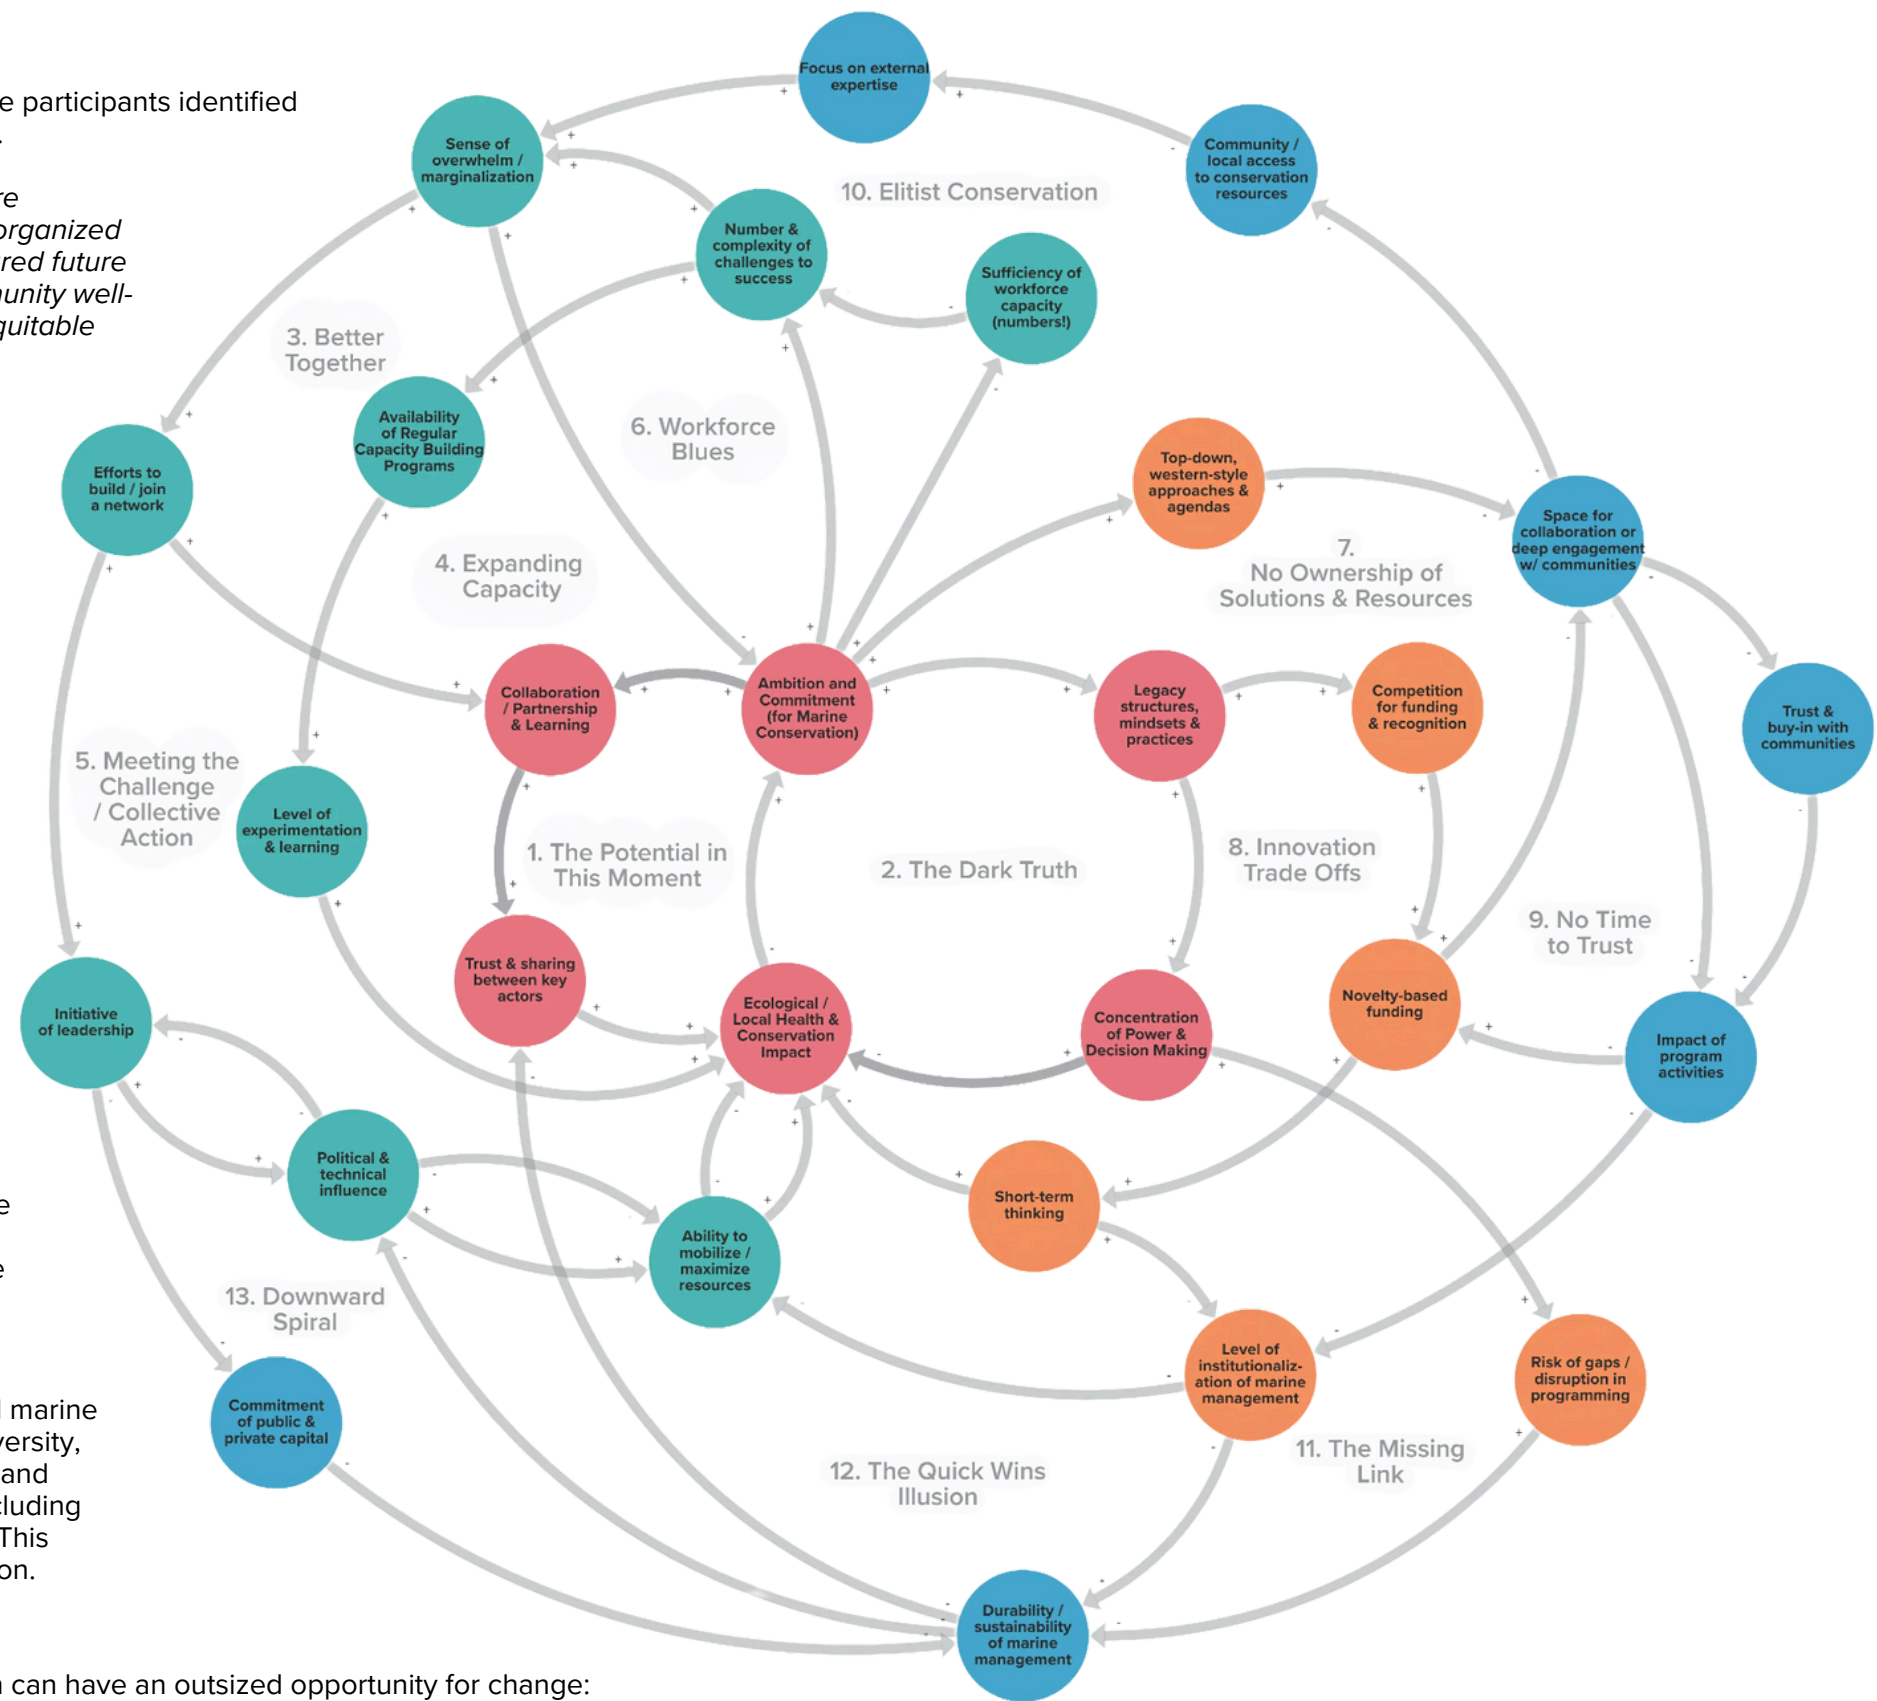 e participants identified
.
re
organized
red future
nunity well-
quitable
e
e
l marine
versity,
and
cluding
This
on.
n can have an outsized opportunity for change:
Focus on external
expertise
Sense of
overwhelm /
marginalization
Community /
local access
to conservation
resources
10. Elitist Conservation
Number &
complexity of
challenges to
success
Sufficiency of
workforce
capacity
(numbers!)
3. Better
Together
Availability
of Regular
Capacity Building
Programs
6. Workforce
Blues
Efforts to
build / join
a network
Top-down,
western-style
approaches &
agendas
Space for
collaboration or
deep engagement
w/ communities
4. Expanding
Capacity
7.
No Ownership of
Solutions & Resources
Collaboration
/ Partnership
& Learning
Ambition and
Commitment
(for Marine
Conservation)
Legacy
structures,
mindsets &
practices
Competition
for funding
& recognition
Trust &
buy-in with
communities
5. Meeting the
Challenge
/ Collective
Action
Level of
experimentation
& learning
1. The Potential in
This Moment
2. The Dark Truth
8. Innovation
Trade Offs
9. No Time
to Trust
Trust & sharing
between key
actors
Initiative
of leadership
Ecological /
Local Health &
Conservation
Impact
Concentration
of Power &
Decision Making
Novelty-based
funding
Impact of
program
activities
Political &
technical
influence
Ability to
mobilize /
maximize
resources
Short-term
thinking
13. Downward
Spiral
Commitment
of public &
private capital
Level of
institutionaliz-
ation of marine
management
Risk of gaps /
disruption in
programming
12. The Quick Wins
Illusion
11. The Missing
Link
Durability /
sustainability
of marine
management